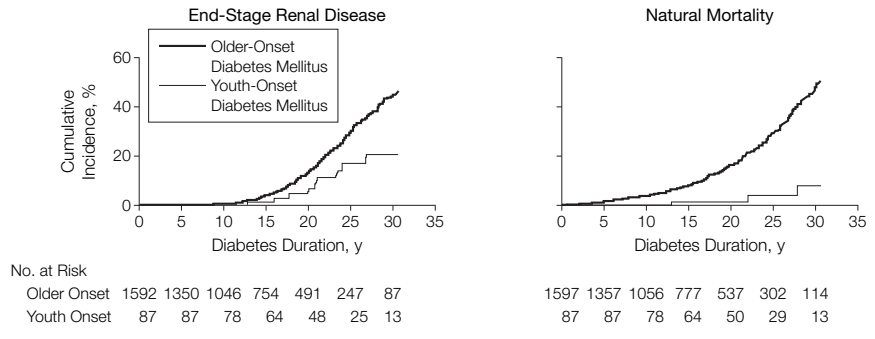 End-Stage Renal Disease
Older-Onset
Diabetes Mellitus
Youth-Onset
Diabetes Mellitus
Cumulative
Incidence, %
60
40
20
0
0 5 10 15 20 25 30 35
Diabetes Duration, y
Natural Mortality
0 5 10 15 20 25 30 35
Diabetes Duration, y
No. at Risk
Older Onset 1592 1350 1046 754 491 247 87 1597 1357 1056 777 537 302 114
Youth Onset 87 87 78 64 48 25 13 87 87 78 64 50 29 13